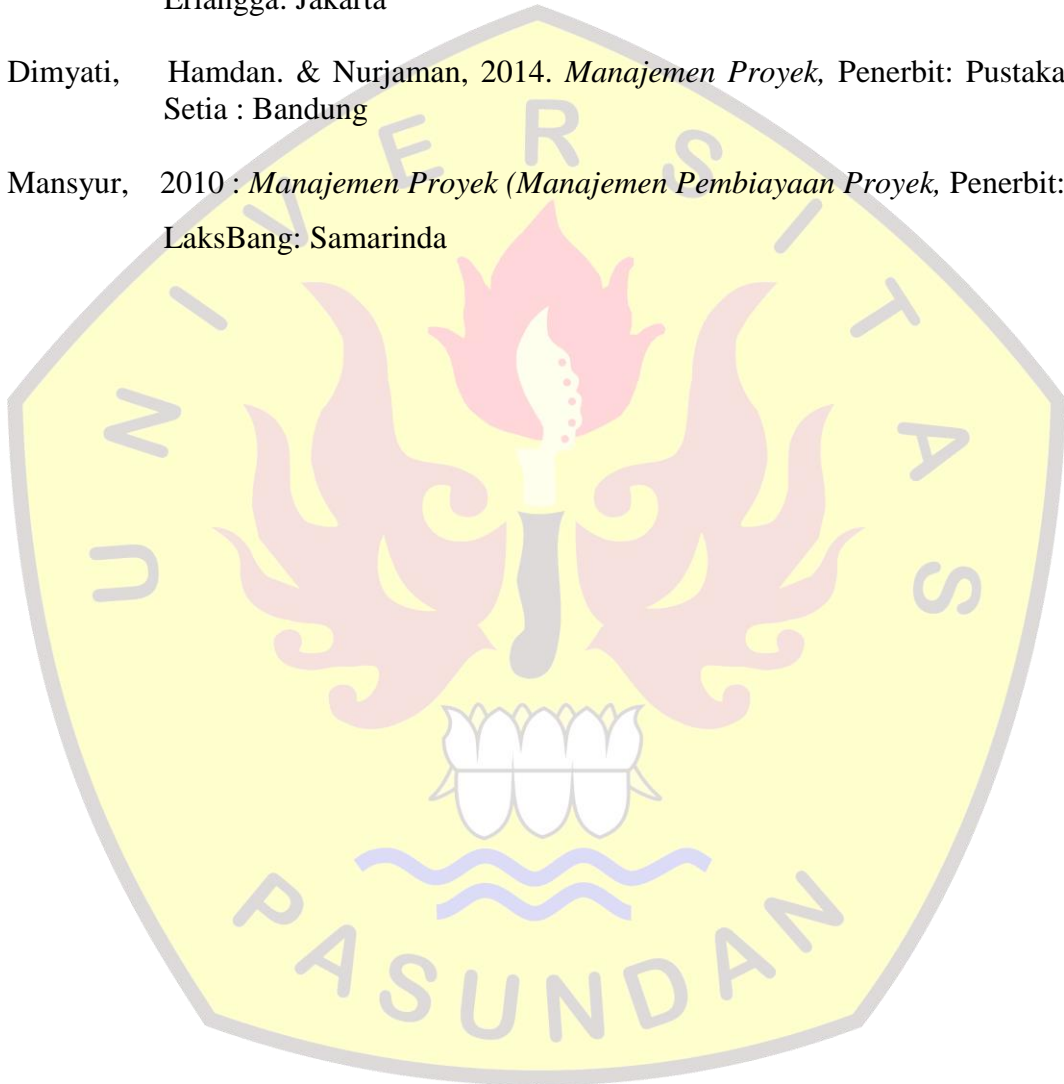 Erlangga: Jakarta
Dimyati, Hamdan. & Nurjaman, 2014. Manajemen Proyek, Penerbit: Pustaka
Setia : Bandung
Mansyur, 2010 : Manajemen Proyek (Manajemen Pembiayaan Proyek, Penerbit:
LaksBang: Samarinda
UNIVERSITAS
PASUNDAN